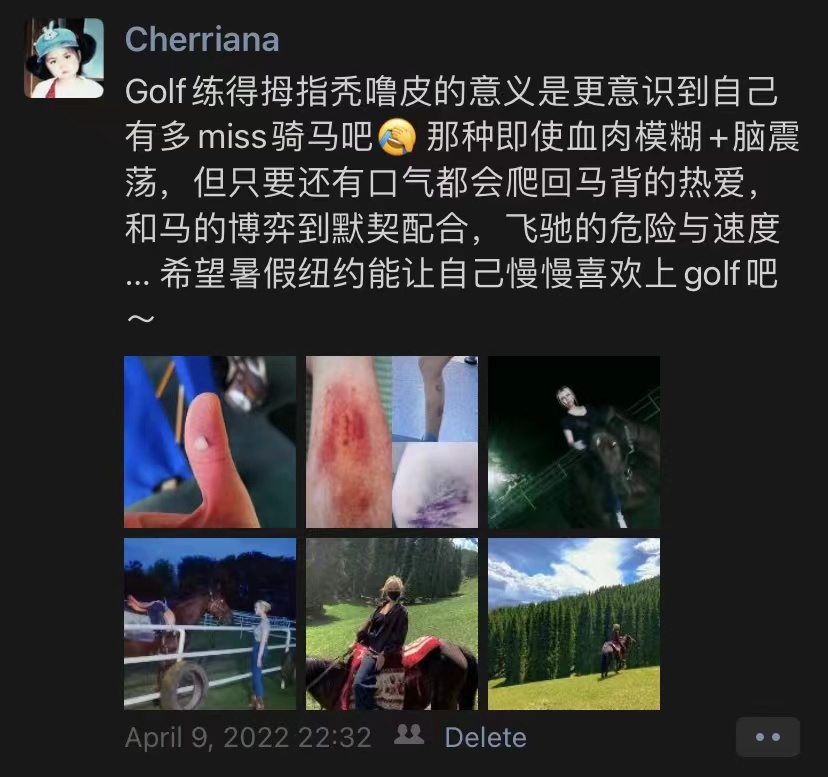 Cherriana
Golf练得拇指秃噜皮的意义是更意识到自己
有多miss骑马吧🤣 那种即使血肉模糊+脑震
荡，但只要还有口气都会爬回马背的热爱，
和马的博弈到默契配合，飞驰的危险与速度
... 希望暑假纽约能让自己慢慢喜欢上golf吧
～
April 9, 2022 22:32 Delete